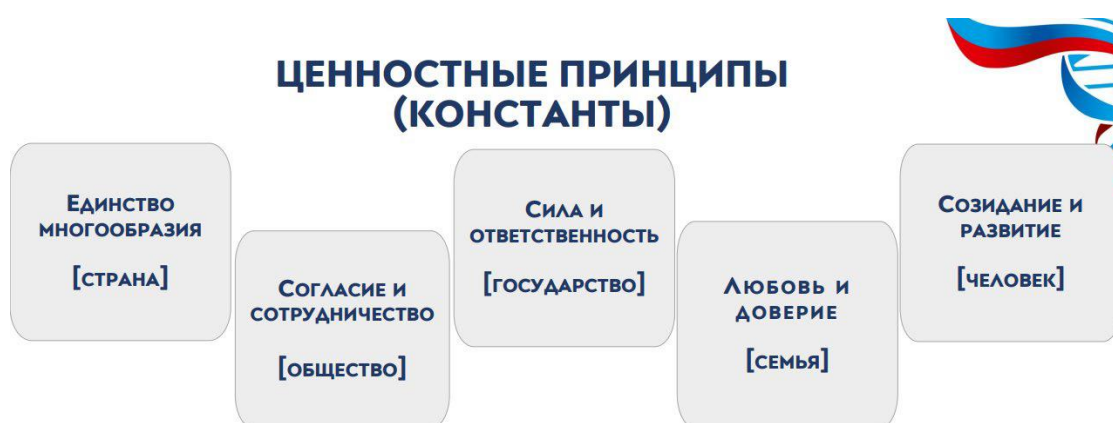 ЦЕННОСТНЫЕ ПРИНЦИПЫ
(КОНСТАНТЫ)
Единство
многообразия
[страна]
Согласие и
сотрудничество
[общество]
Сила и
ответственность
[государство]
Любовь и
доверие
[семья]
Созидание и
развитие
[человек]